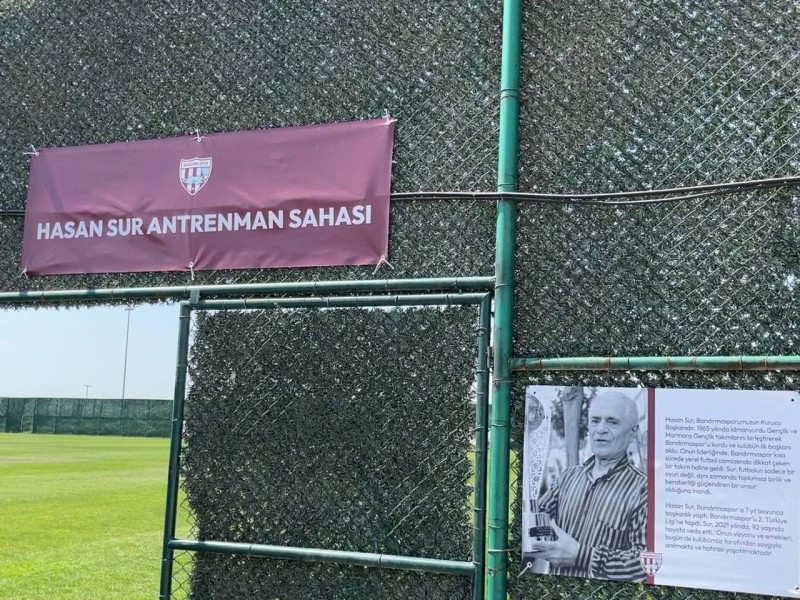 HASAN SUR ANTRENMAN SAHASI
Hasan Sur, Bandırmasporumuzun Kurucu
Başkanıdır. 1965 yılında İdmanyurdu Gençlik ve
Marmara Gençlik takımlarını birleştirerek
Bandırmaspor'u kurdu ve kulübün ilk başkanı
oldu. Onun liderliğinde, Bandırmaspor kısa
sürede yerel futbol camiasında dikkat çeken
bir takım haline geldi. Sur, futbolun sadece bir
oyun değil, aynı zamanda toplumsal birlik ve
beraberliği güçlendiren bir unsur
olduğuna inandı.
Hasan Sur, Bandırmaspor'a 7 yıl boyunca
başkanlık yaptı, Bandırmaspor'u 2. Türkiye
Ligi'ne taşıdı. Sur, 2021 yılında, 92 yaşında
hayata veda etti. Onun vizyonu ve emekleri,
bugün de kulübümüz tarafından saygıyla
anılmakta ve hatırası yaşatılmaktadır.